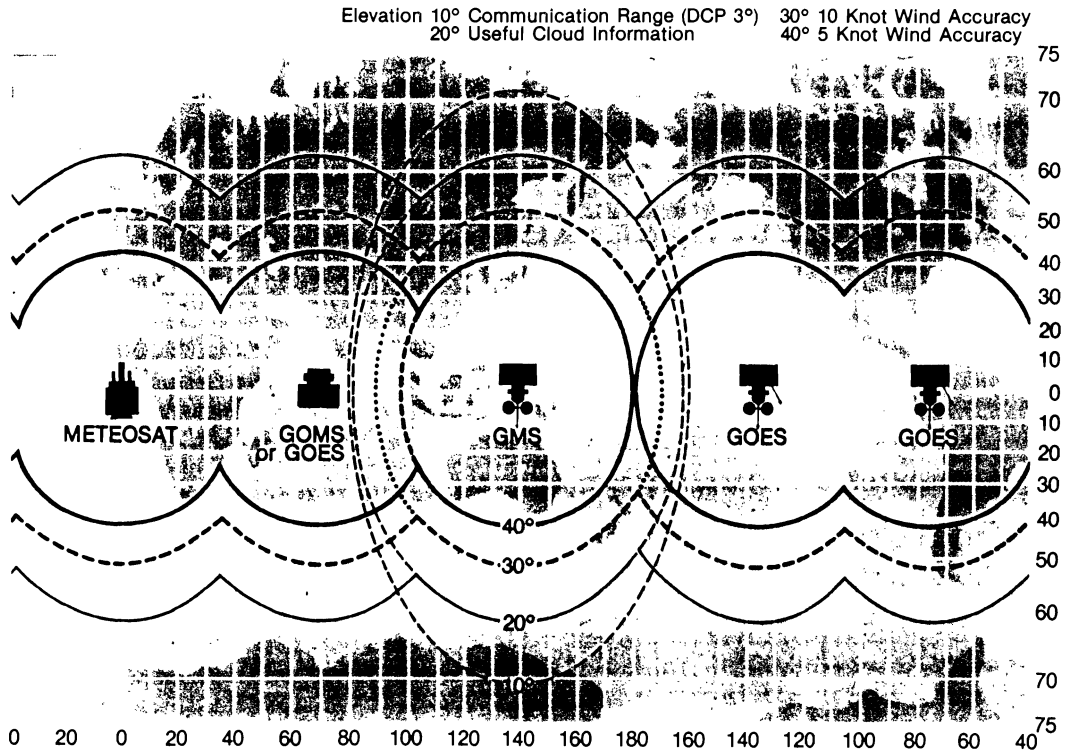 Elevation 10° Communication Range (DCP 3°) 30° 10 Knot Wind Accuracy
20° Useful Cloud Information 40° 5 Knot Wind Accuracy
75
70
60
50
40
30
20
10
0
10
20
30
40
50
60
70
75
METEOSAT
GOMS
or GOES
GMS
GOES
GOES
40°
30°
20°
10°
0 20 0 20 40 60 80 100 120 140 160 180 160 140 120 100 80 60 40